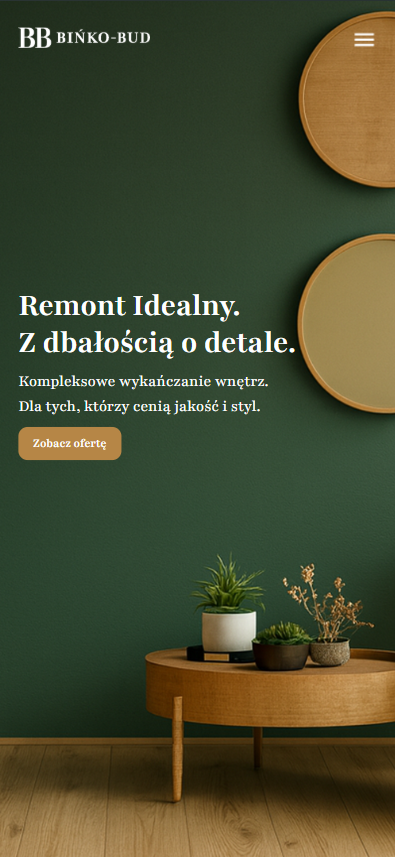 BB BIŃKO-BUD
Remont Idealny.
Z dbałością o detale.
Kompleksowe wykańczanie wnętrz.
Dla tych, którzy cenią jakość i styl.
Zobacz ofertę